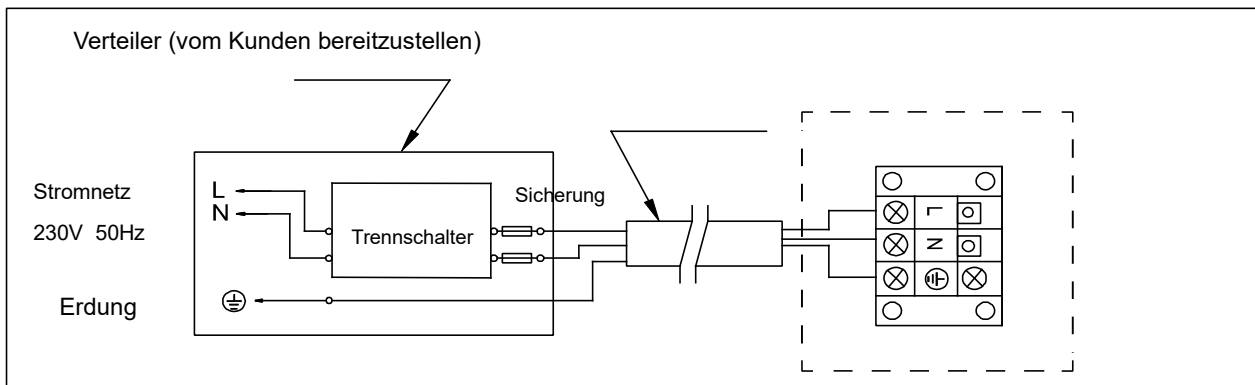 Verteiler (vom Kunden bereitzustellen)
Stromnetz
230V 50Hz
L
N
Sicherung
Trennschalter
Erdung
L
N